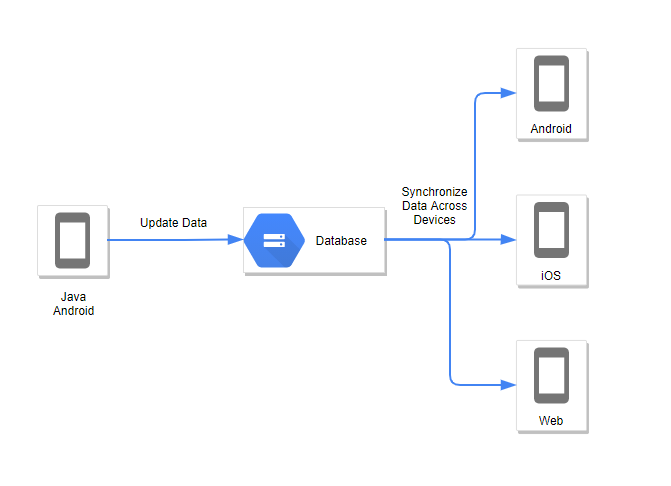 Java
Android
Update Data
Database
Synchronize
Data Across
Devices
Android
iOS
Web